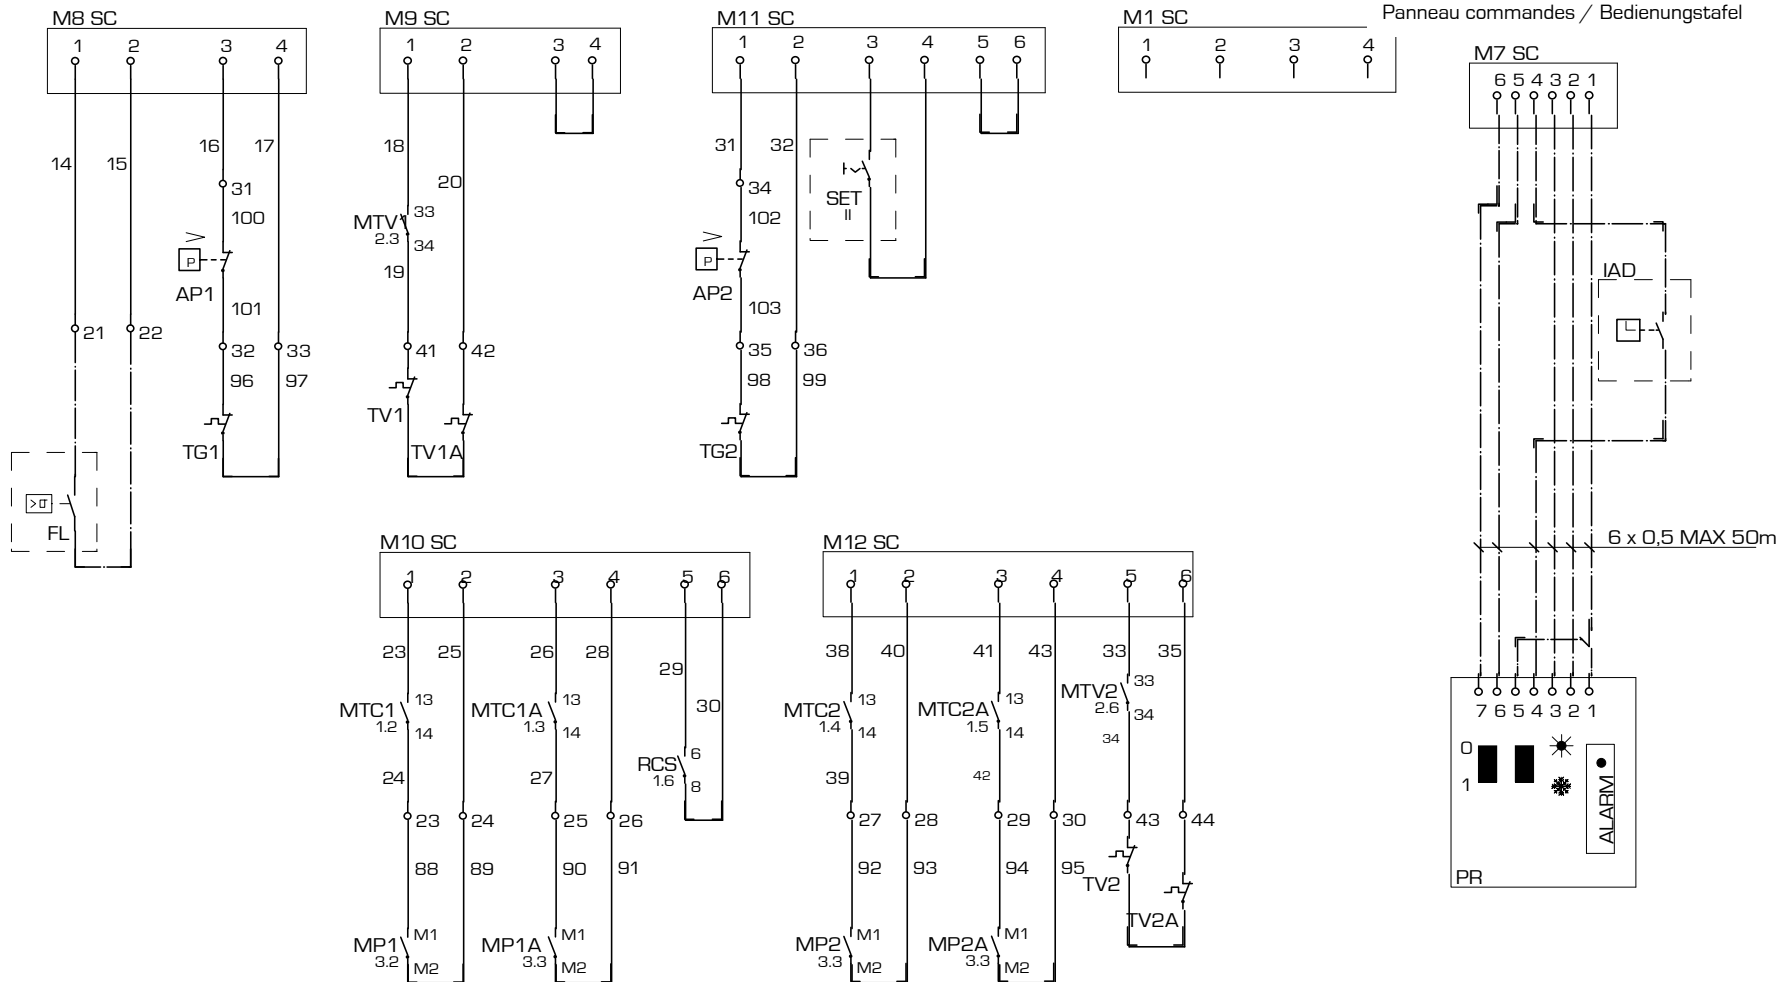 M8 SC
M9 SC
M11 SC
M1 SC
Panneau commandes / Bedienungstafel
M7 SC
1 2 3 4
1 2 3 4
1 2 3 4 5 6
1 2 3 4
6 5 4 3 2 1
14
15
21
22
FL
16
17
31
100
P
AP1
101
32
33
96
97
TG1
18
20
MTV
2.3
33
34
19
41
42
TV1
TV1A
31
32
34
102
P
AP2
103
35
36
98
99
TG2
SET
II
IAD
6 x 0,5 MAX 50m
M10 SC
1 2 3 4 5 6
23
25
26
28
29
30
MTC1
1.2
13
14
MTC1A
1.3
13
14
RCS
1.6
6
8
24
27
23
24
25
26
88
89
90
91
MP1
3.2
M1
M2
MP1A
3.3
M1
M2
M12 SC
1 2 3 4 5 6
38
40
41
43
33
35
MTC2
1.4
13
14
MTC2A
1.5
13
14
MTV2
2.6
33
34
34
39
42
27
28
29
30
43
44
92
93
94
95
TV2
TV2A
MP2
3.3
M1
M2
MP2A
3.3
M1
M2
7 6 5 4 3 2 1
0
1
ALARM
PR